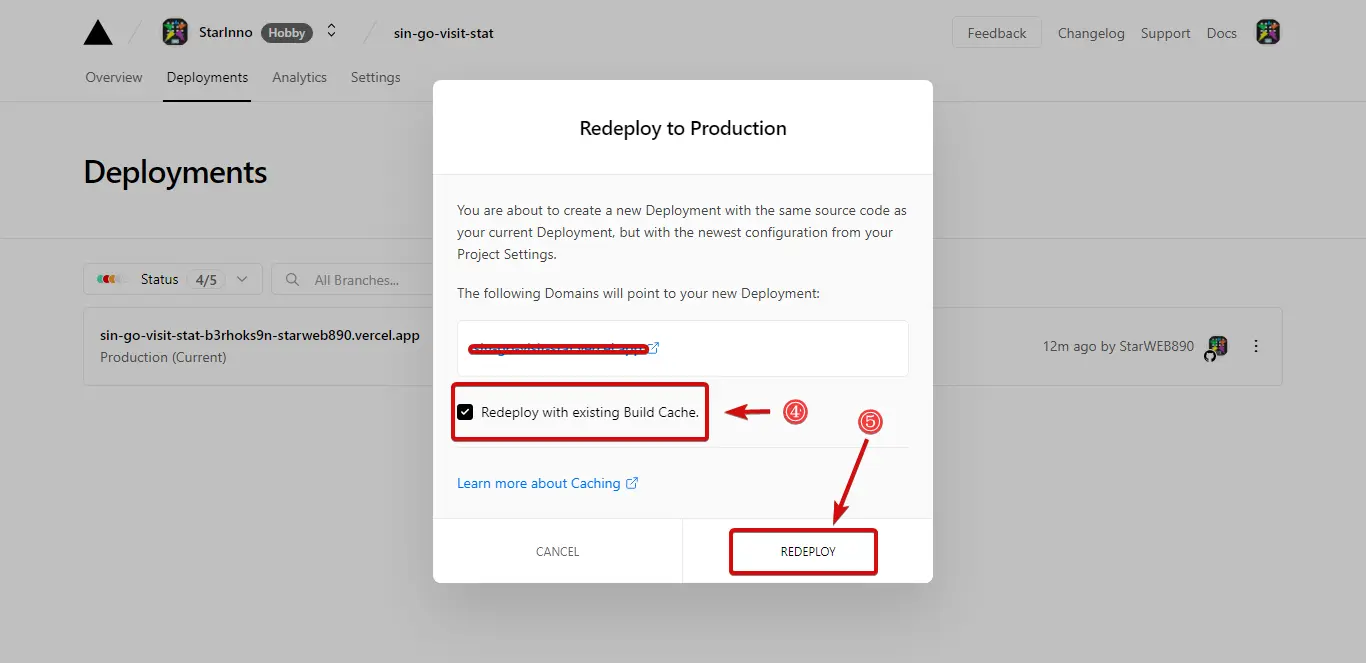 StarInno Hobby sin-go-visit-stat Feedback Changelog Support Docs
Overview Deployments Analytics Settings
Deployments
Status 4/5 All Branches...
sin-go-visit-stat-b3rhoks9n-starweb890.vercel.app
Production (Current)
12m ago by StarWEB890
Redeploy to Production
You are about to create a new Deployment with the same source code as
your current Deployment, but with the newest configuration from your
Project Settings.
The following Domains will point to your new Deployment:
Redeploy with existing Build Cache.
④
⑤
Learn more about Caching
CANCEL
REDEPLOY